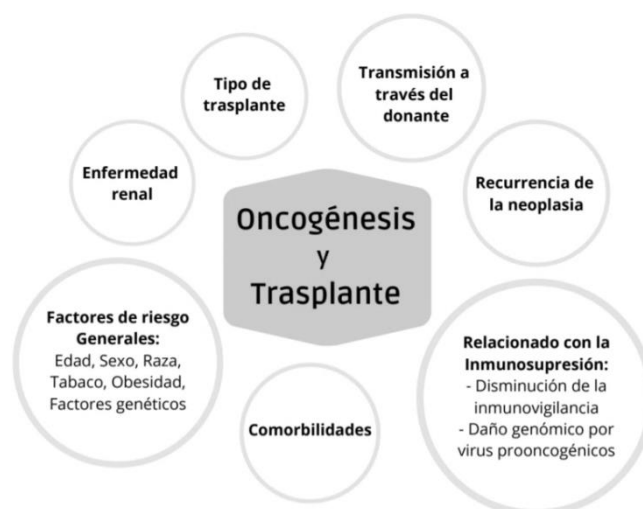 Tipo de
trasplante
Transmisión a
través del
donante
Enfermedad
renal
Recurrencia de
la neoplasia
Oncogénesis
y
Trasplante
Factores de riesgo
Generales:
Edad, Sexo, Raza,
Tabaco, Obesidad,
Factores genéticos
Relacionado con la
Inmunosupresión:
- Disminución de la
inmunovigilancia
- Daño genómico por
virus prooncogénicos
Comorbilidades